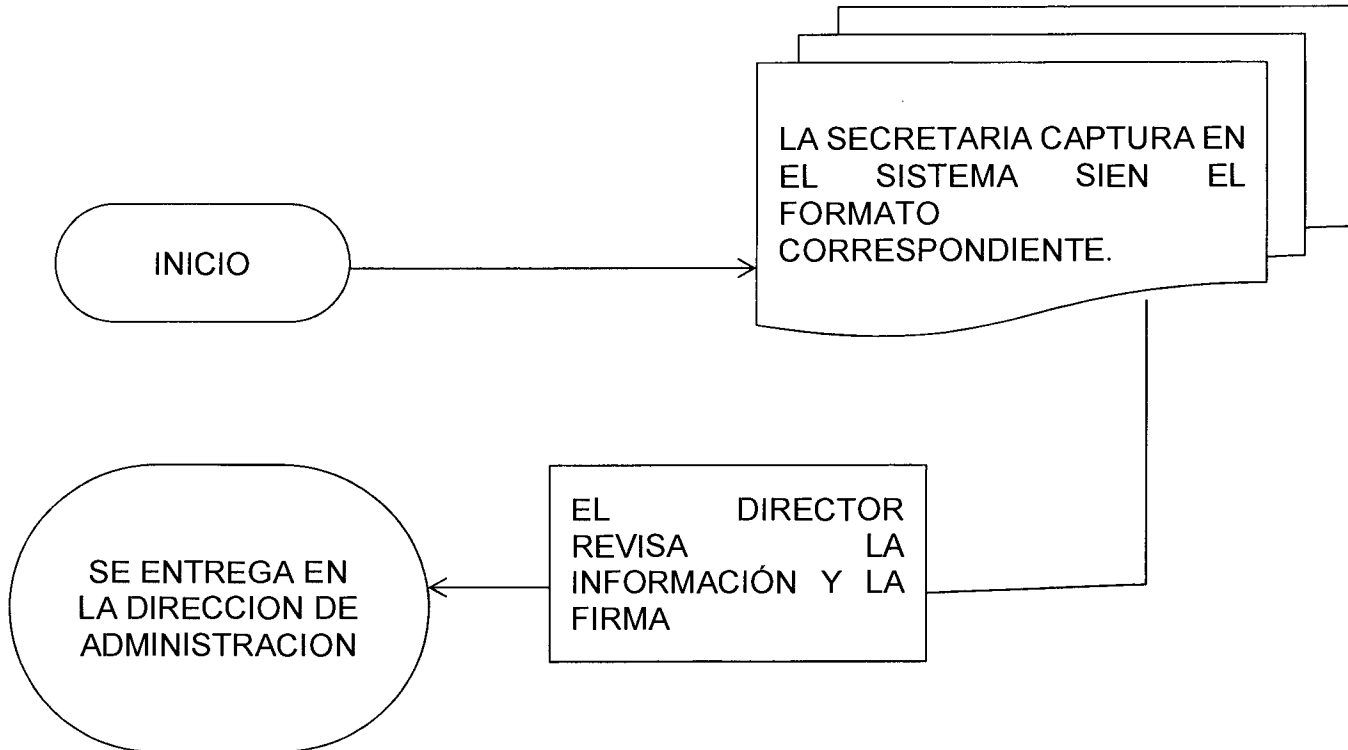 INICIO
LA SECRETARIA CAPTURA EN
EL SISTEMA SIEN EL
FORMATO
CORRESPONDIENTE.
EL DIRECTOR
REVISA LA
INFORMACIÓN Y LA
FIRMA
SE ENTREGA EN
LA DIRECCION DE
ADMINISTRACION